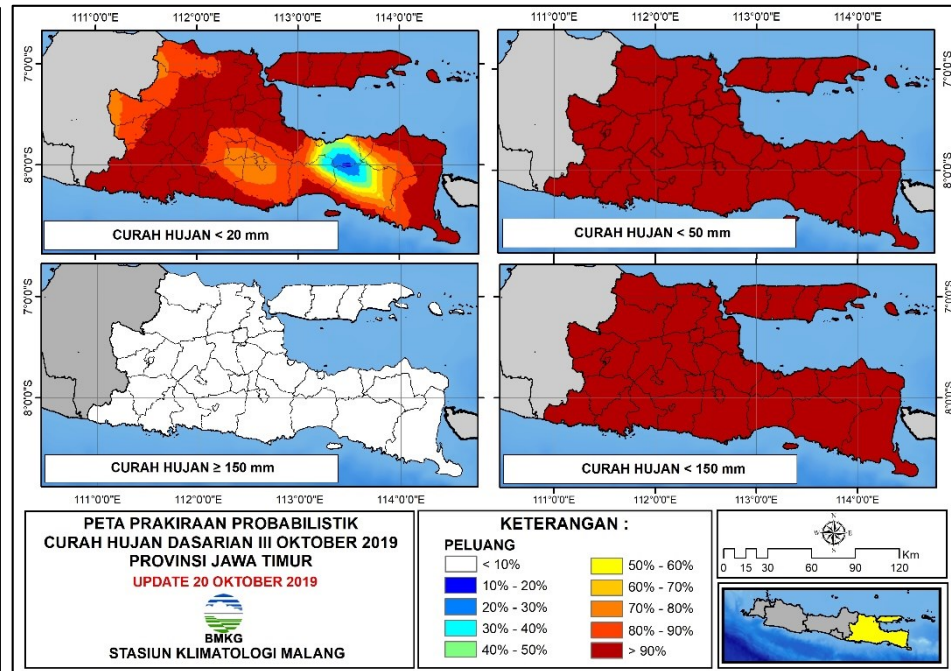 111°0'0"E 112°0'0"E 113°0'0"E 114°0'0"E
111°0'0"E 112°0'0"E 113°0'0"E 114°0'0"E
7°0'0"S
8°0'0"S
7°0'0"S
8°0'0"S
CURAH HUJAN < 20 mm
CURAH HUJAN < 50 mm
7°0'0"S
8°0'0"S
7°0'0"S
8°0'0"S
CURAH HUJAN ≥ 150 mm
CURAH HUJAN < 150 mm
111°0'0"E 112°0'0"E 113°0'0"E 114°0'0"E
111°0'0"E 112°0'0"E 113°0'0"E 114°0'0"E
PETA PRAKIRAAN PROBABILISTIK
CURAH HUJAN DASARIAN III OKTOBER 2019
PROVINSI JAWA TIMUR
UPDATE 20 OKTOBER 2019
BMKG
STASIUN KLIMATOLOGI MALANG
KETERANGAN :
PELUANG
< 10%
10% - 20%
20% - 30%
30% - 40%
40% - 50%
50% - 60%
60% - 70%
70% - 80%
80% - 90%
> 90%
N
W E
S
Km
0 15 30 60 90 120